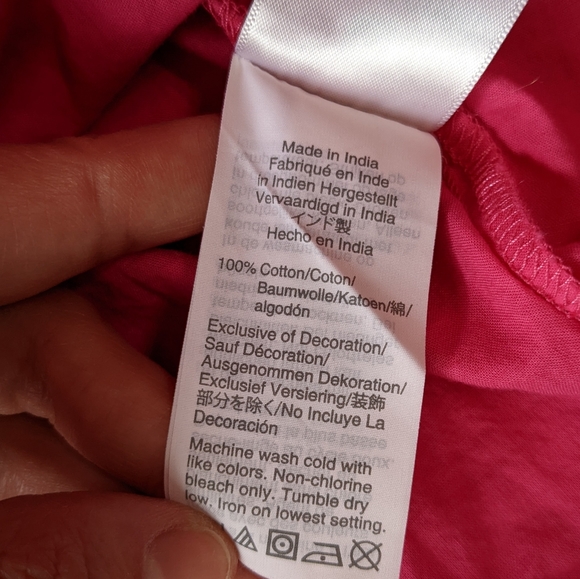 Made in India
Fabriqué en Inde
in Indien Hergestellt
Vervaardigd in India
インド製
Hecho en India
100% Cotton/Coton/
Baumwolle/Katoen/綿/
algodón
Exclusive of Decoration/
Sauf Décoration/
Ausgenommen Dekoration/
Exclusief Versiering/装飾
部分を除く/No Incluye La
Decoración
Machine wash cold with
like colors. Non-chlorine
bleach only. Tumble dry
low. Iron on lowest setting.